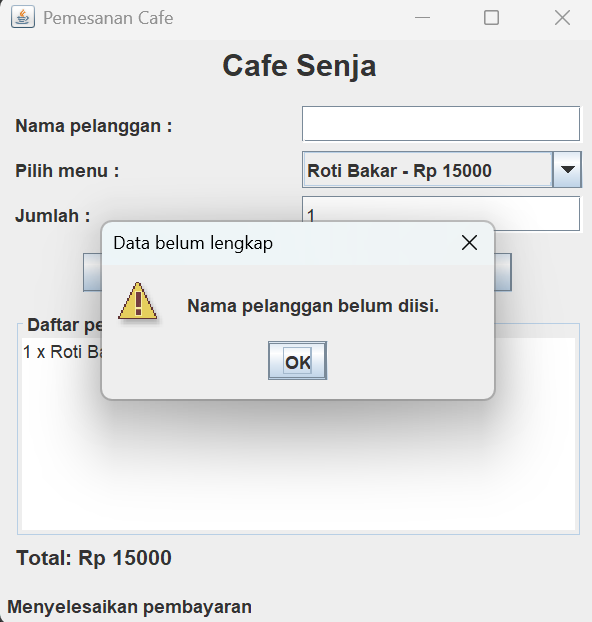 Pemesanan Cafe
Cafe Senja
Nama pelanggan :
Pilih menu :
Roti Bakar - Rp 15000
Jumlah :
1
Data belum lengkap
Nama pelanggan belum diisi.
OK
Daftar pe
1 x Roti Ba
Total: Rp 15000
Menyelesaikan pembayaran